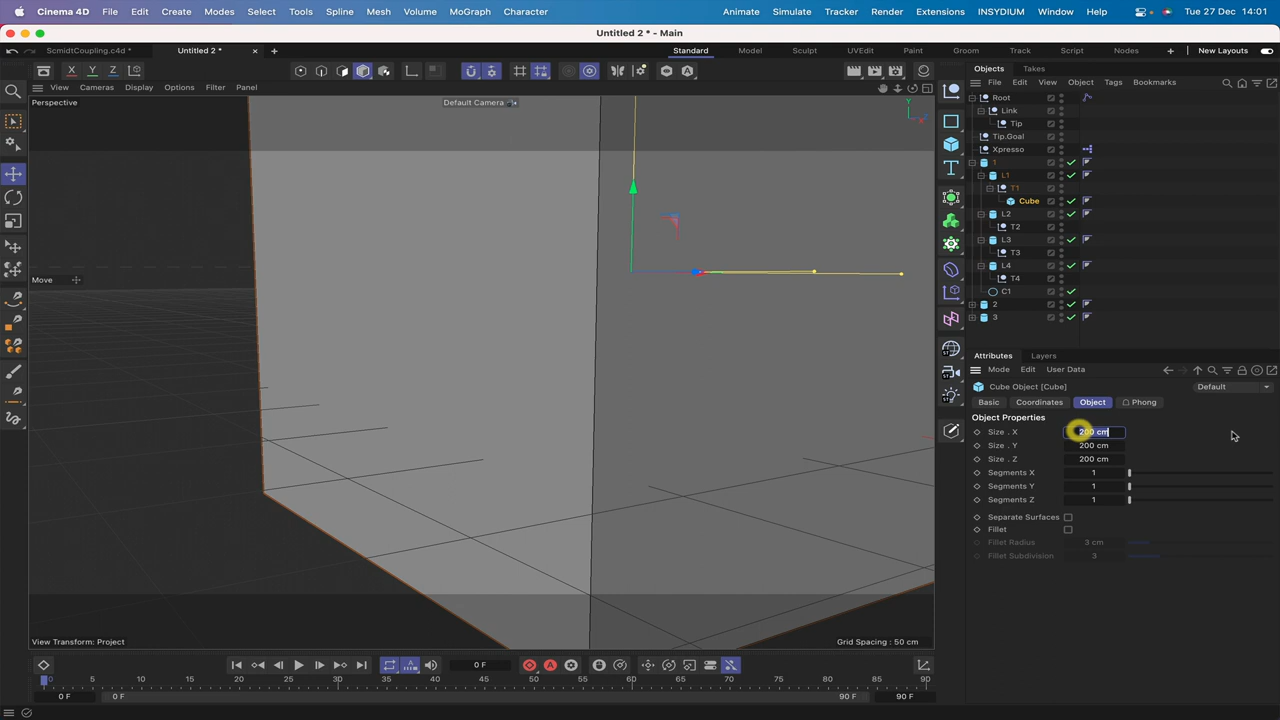 Cinema 4D File Edit Create Modes Select Tools Spline Mesh Volume MoGraph Character Animate Simulate Tracker Render Extensions INSYDIUM Window Help Tue 27 Dec 14:01
Untitled 2 * - Main
ScmidtCoupling.c4d * Untitled 2 * Standard Model Sculpt UVEdit Paint Groom Track Script Nodes New Layouts
X Y Z
Objects Takes
View Cameras Display Options Filter Panel
File Edit View Object Tags Bookmarks
Perspective
Default Camera
Y
X
Root
Link
Tip
Tip.Goal
Xpresso
1
L1
T1
Cube
L2
T2
L3
T3
L4
T4
C1
2
3
Move
Attributes Layers
Mode Edit User Data
Cube Object [Cube] Default
Basic Coordinates Object Phong
Object Properties
Size . X 200 cm
Size . Y 200 cm
Size . Z 200 cm
Segments X 1
Segments Y 1
Segments Z 1
Separate Surfaces
Fillet
Fillet Radius 3 cm
Fillet Subdivision 3
ST
ST
ST
View Transform: Project Grid Spacing : 50 cm
0 F
0 5 10 15 20 25 30 35 40 45 50 55 60 65 70 75 80 85 90
0 F 0 F 90 F 90 F